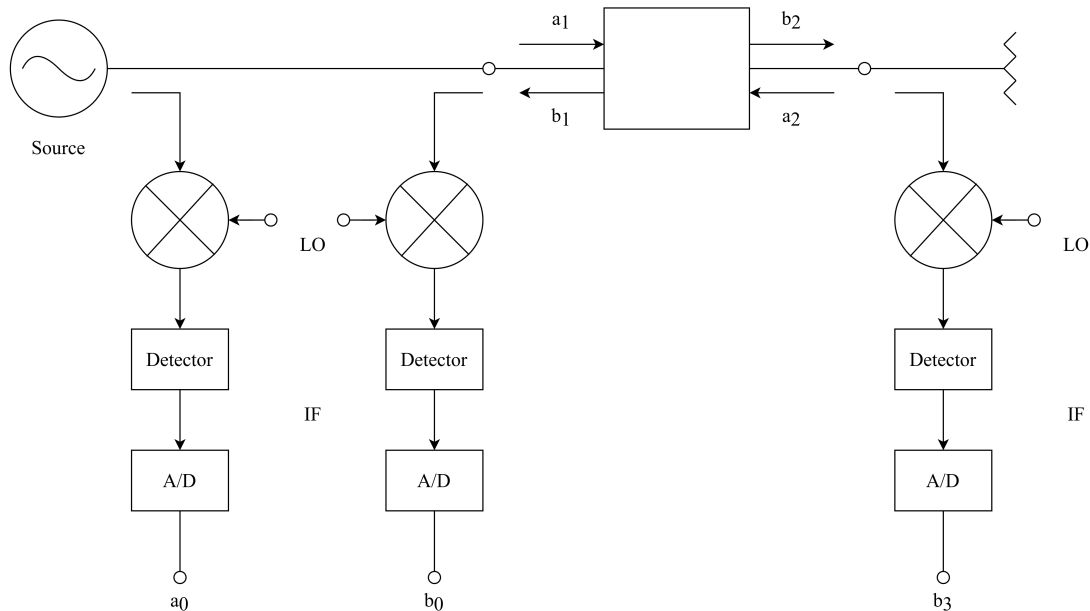 a1
b2
b1
a2
Source
LO
LO
Detector
Detector
Detector
IF
IF
A/D
A/D
A/D
a0
b0
b3